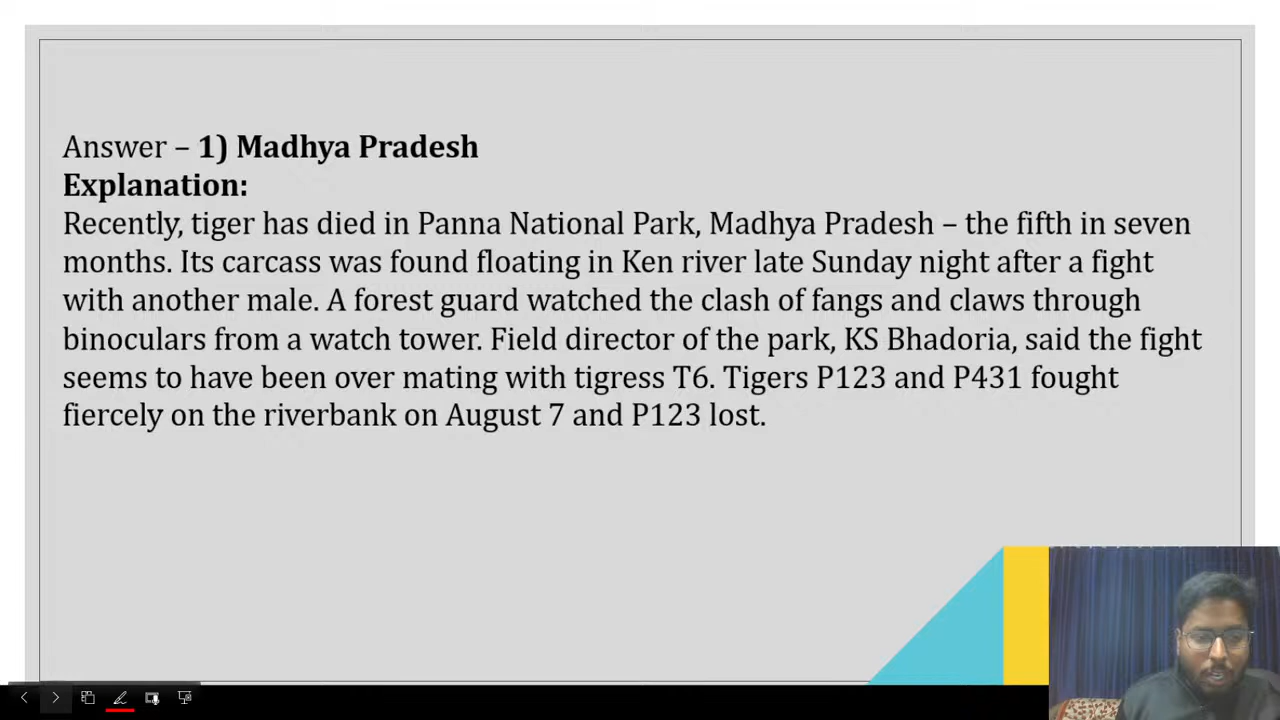 Answer – 1) Madhya Pradesh
Explanation:
Recently, tiger has died in Panna National Park, Madhya Pradesh – the fifth in seven
months. Its carcass was found floating in Ken river late Sunday night after a fight
with another male. A forest guard watched the clash of fangs and claws through
binoculars from a watch tower. Field director of the park, KS Bhadoria, said the fight
seems to have been over mating with tigress T6. Tigers P123 and P431 fought
fiercely on the riverbank on August 7 and P123 lost.